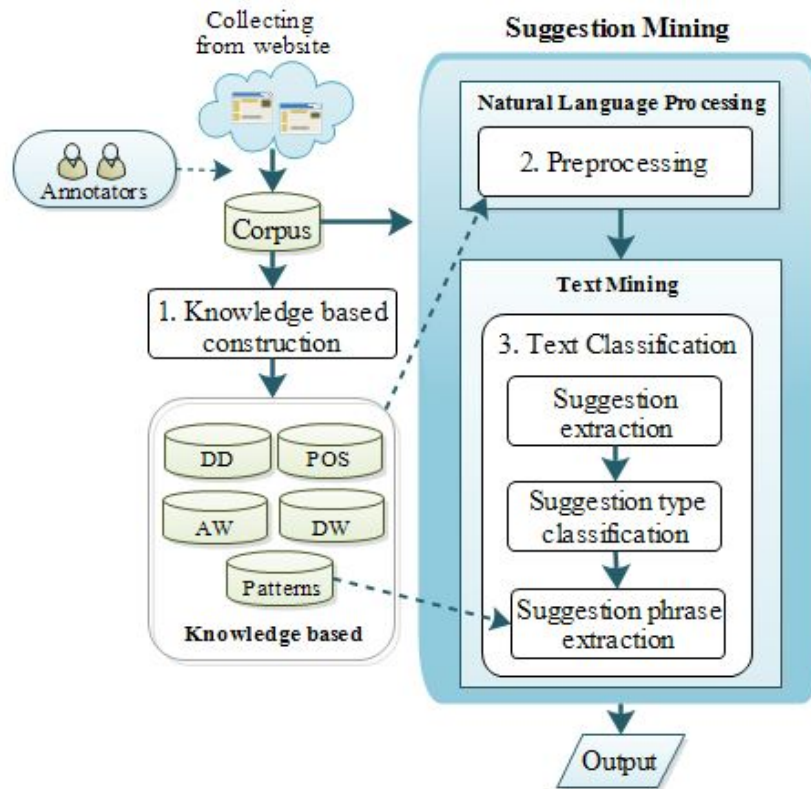 Collecting
from website
Annotators
Corpus
1. Knowledge based
construction
DD
POS
AW
DW
Patterns
Knowledge based
Suggestion Mining
Natural Language Processing
2. Preprocessing
Text Mining
3. Text Classification
Suggestion
extraction
Suggestion type
classification
Suggestion phrase
extraction
Output